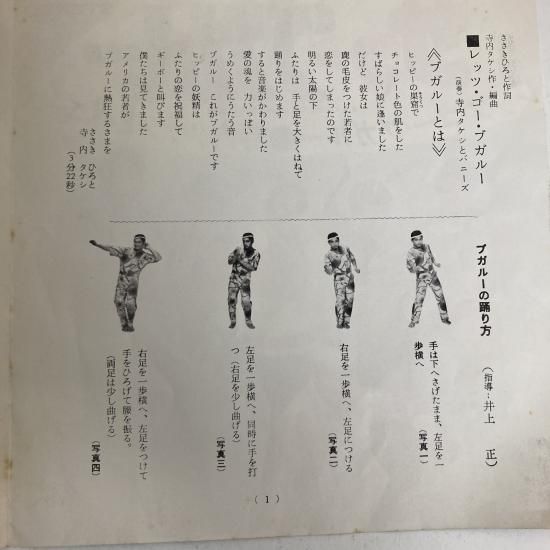 ささきひろと作詞
寺内タケシ作・編曲
■レッツ・ゴー・ブガルー
(演奏) 寺内タケシとバニーズ
《ブガルーとは》
ヒッピーの巣窟で
チョコレート色の肌をした
すばらしい娘に逢いました
だけど 彼女は
鹿の毛皮をつけた若者に
恋をしてしまったのです
明るい太陽の下
ふたりは 手と足を大きくはねて
踊りをはじめます
すると音楽がかわりました
愛の魂を 力いっぱい
うめくようにうたう音
ブガルー これがブガルーです
ヒッピーの妖精は
ふたりの恋を祝福して
ギーボーと叫びます
僕たちは見てきました
アメリカの若者が
ブガルーに熱狂するさまを
ささき ひろと
寺内 タケシ
(3分22秒)
ブガルーの踊り方
(指導:井上 正)
手は下へさげたまま、左足を一
歩横へ
(写真一)
右足を一歩横へ、左足につける
(写真二)
左足を一歩横へ、同時に手を打
つ(右足を少し曲げる)
(写真三)
右足を一歩横へ、左足をつけて
手をひろげて腰を振る。
(両足は少し曲げる)
(写真四)
(1)